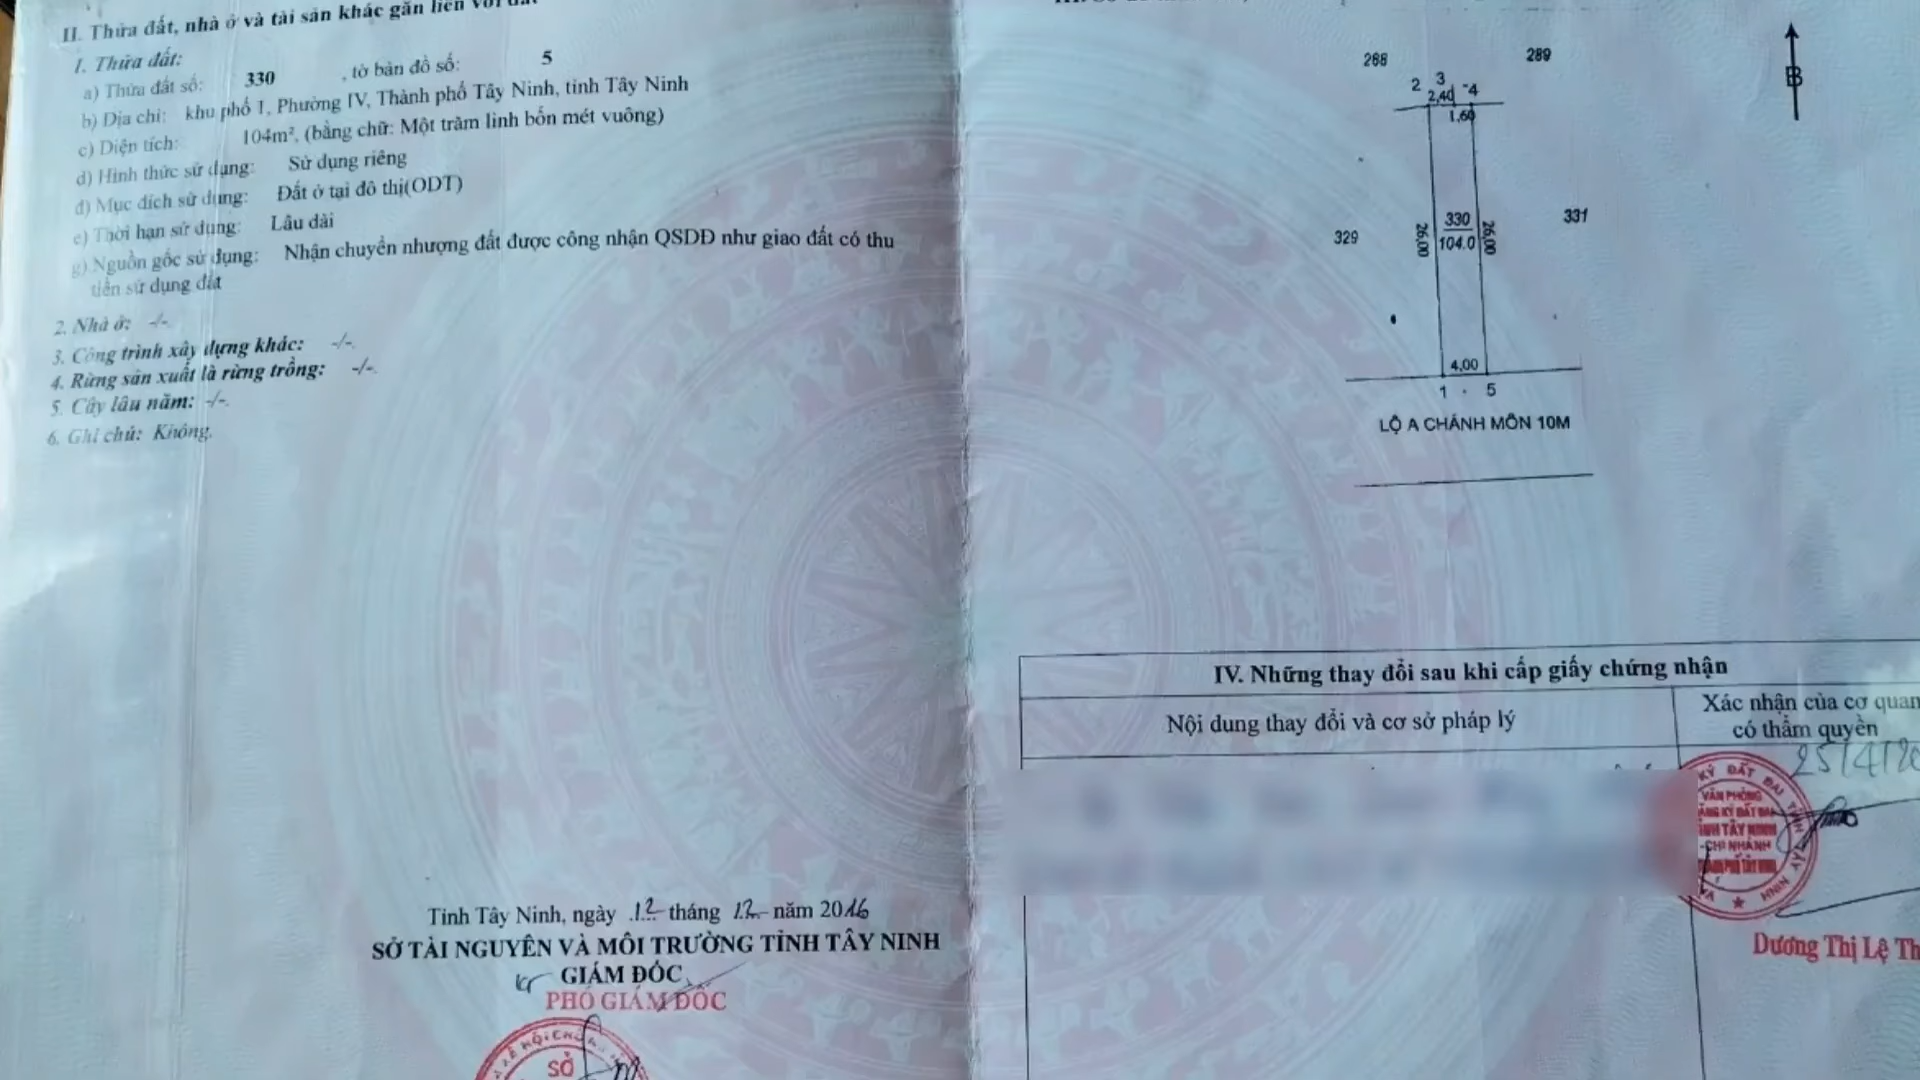 II. Thửa đất, nhà ở và tài sản khác gắn liền với đất
1. Thửa đất:
a) Thửa đất số: 330 , tờ bản đồ số: 5
b) Địa chỉ: khu phố 1, Phường IV, Thành phố Tây Ninh, tỉnh Tây Ninh
c) Diện tích: 104m², (bằng chữ: Một trăm linh bốn mét vuông)
d) Hình thức sử dụng: Sử dụng riêng
đ) Mục đích sử dụng: Đất ở tại đô thị(ODT)
e) Thời hạn sử dụng: Lâu dài
g) Nguồn gốc sử dụng: Nhận chuyển nhượng đất được công nhận QSDĐ như giao đất có thu
tiền sử dụng đất
2. Nhà ở: -/-
3. Công trình xây dựng khác: -/-
4. Rừng sản xuất là rừng trồng: -/-
5. Cây lâu năm: -/-
6. Ghi chú: Không.
Tỉnh Tây Ninh, ngày 12 tháng 12 năm 2016
SỞ TÀI NGUYÊN VÀ MÔI TRƯỜNG TỈNH TÂY NINH
GIÁM ĐỐC
PHÓ GIÁM ĐỐC
SỞ
B
288
289
2
3
4
2,40
1,60
26,00
330
104.0
26,00
329
331
4,00
1
5
LỘ A CHÁNH MÔN 10M
IV. Những thay đổi sau khi cấp giấy chứng nhận
Nội dung thay đổi và cơ sở pháp lý
Xác nhận của cơ quan
có thẩm quyền
25/4/20
VĂN PHÒNG
CHI NHÁNH
Dương Thị Lệ Th